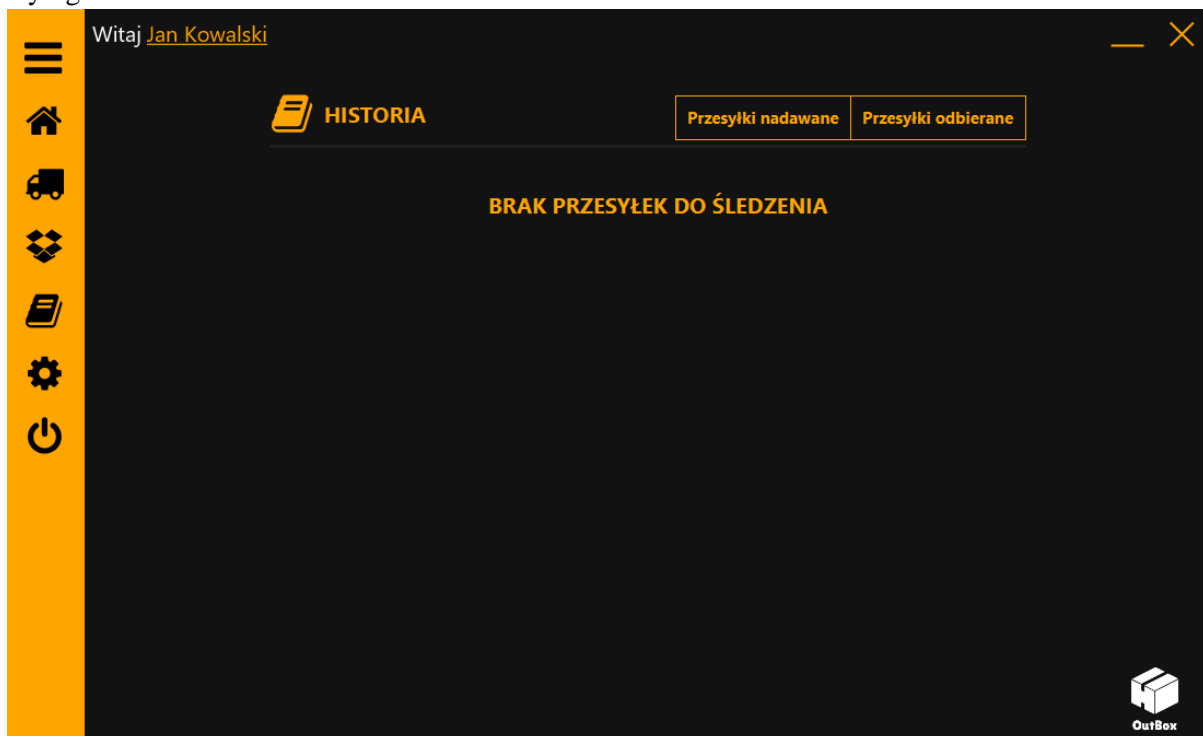 Witaj Jan Kowalski
HISTORIA
Przesyłki nadawane
Przesyłki odbierane
BRAK PRZESYŁEK DO ŚLEDZENIA
OutBox